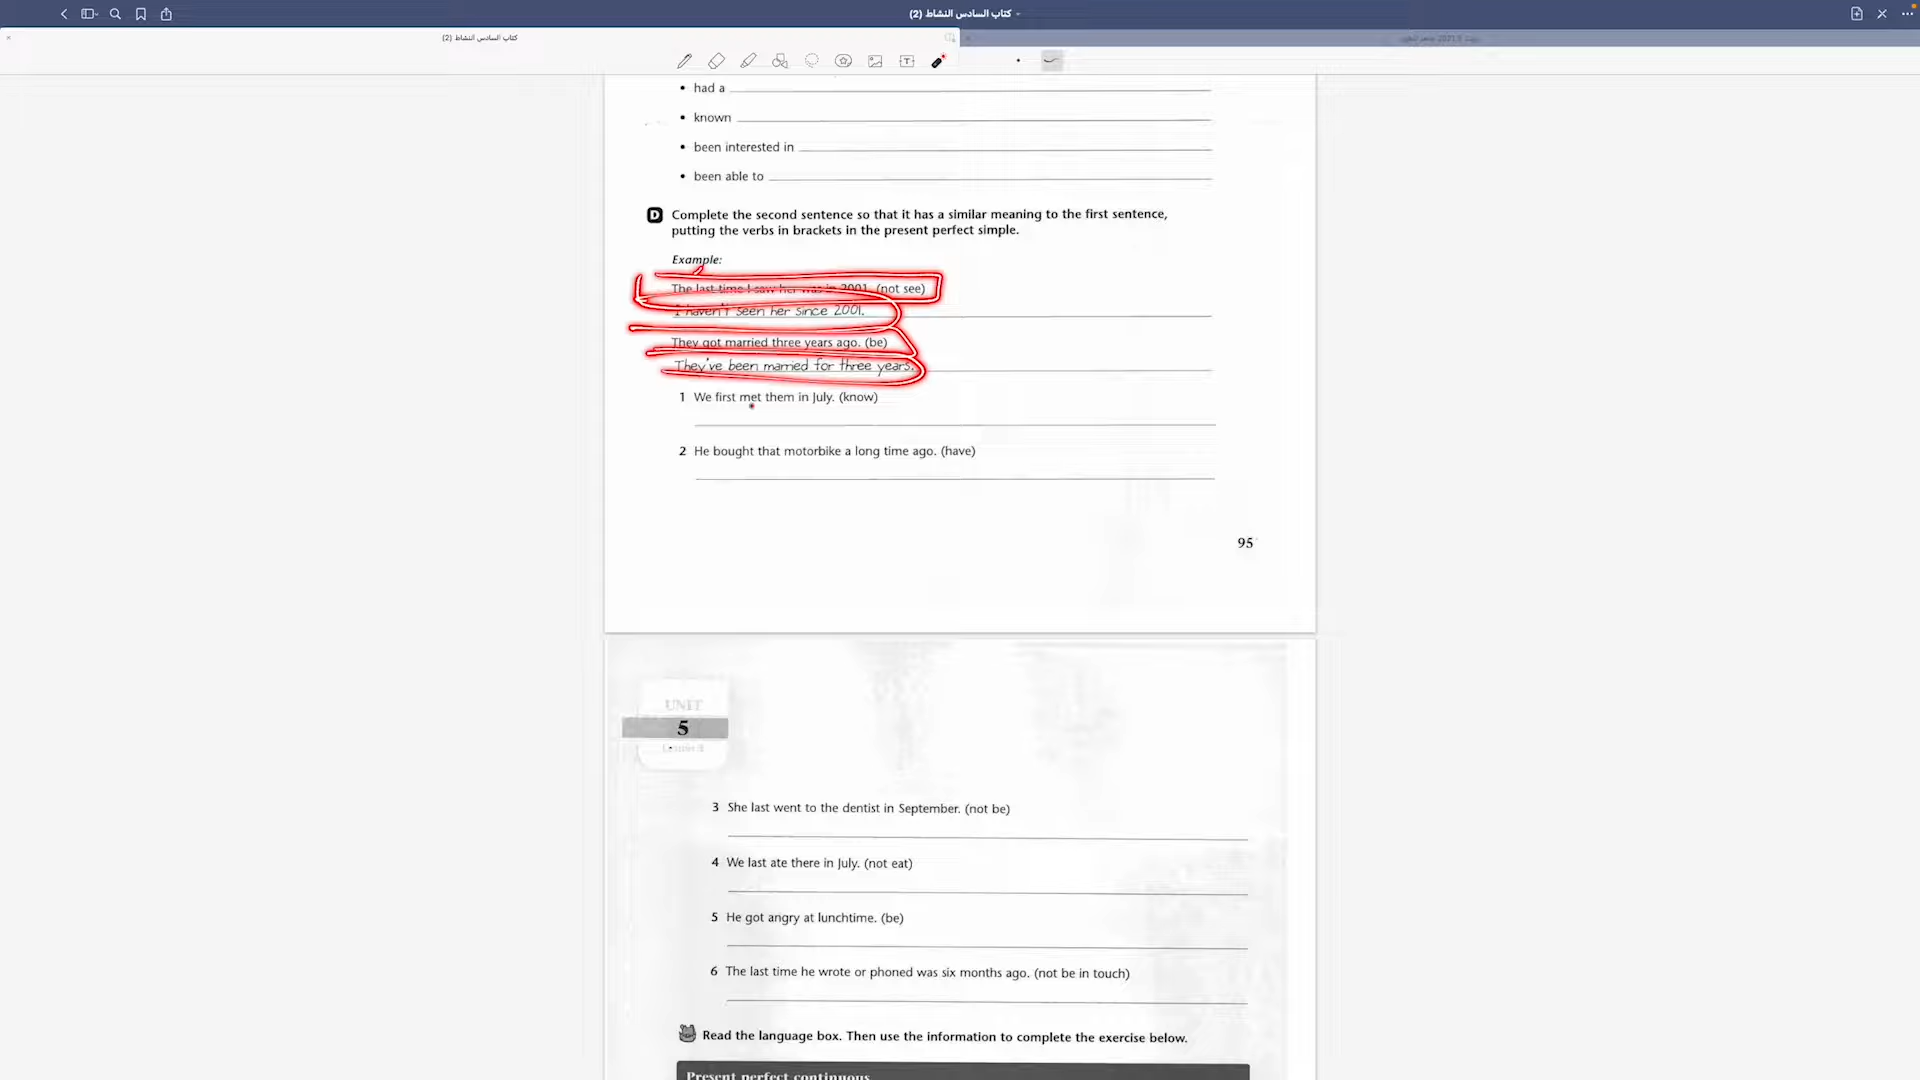 كتاب السادس النشاط (2)
كتاب السادس النشاط (2)
• had a
• known
• been interested in
• been able to
D Complete the second sentence so that it has a similar meaning to the first sentence,
putting the verbs in brackets in the present perfect simple.
Example:
The last time I saw her was in 2001. (not see)
I haven't seen her since 2001.
They got married three years ago. (be)
They've been married for three years.
1 We first met them in July. (know)
2 He bought that motorbike a long time ago. (have)
95
UNIT
5
3 She last went to the dentist in September. (not be)
4 We last ate there in July. (not eat)
5 He got angry at lunchtime. (be)
6 The last time he wrote or phoned was six months ago. (not be in touch)
Read the language box. Then use the information to complete the exercise below.
Present perfect continuous